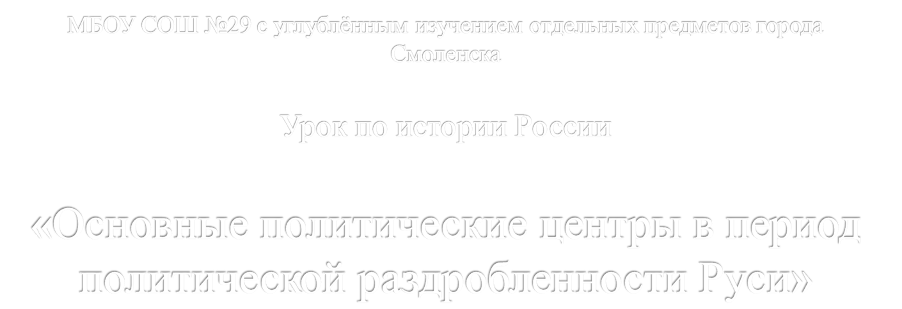 МБОУ СОШ №29 с углублённым изучением отдельных предметов города
Смоленска
Урок по истории России
«Основные политические центры в период
политической раздробленности Руси»